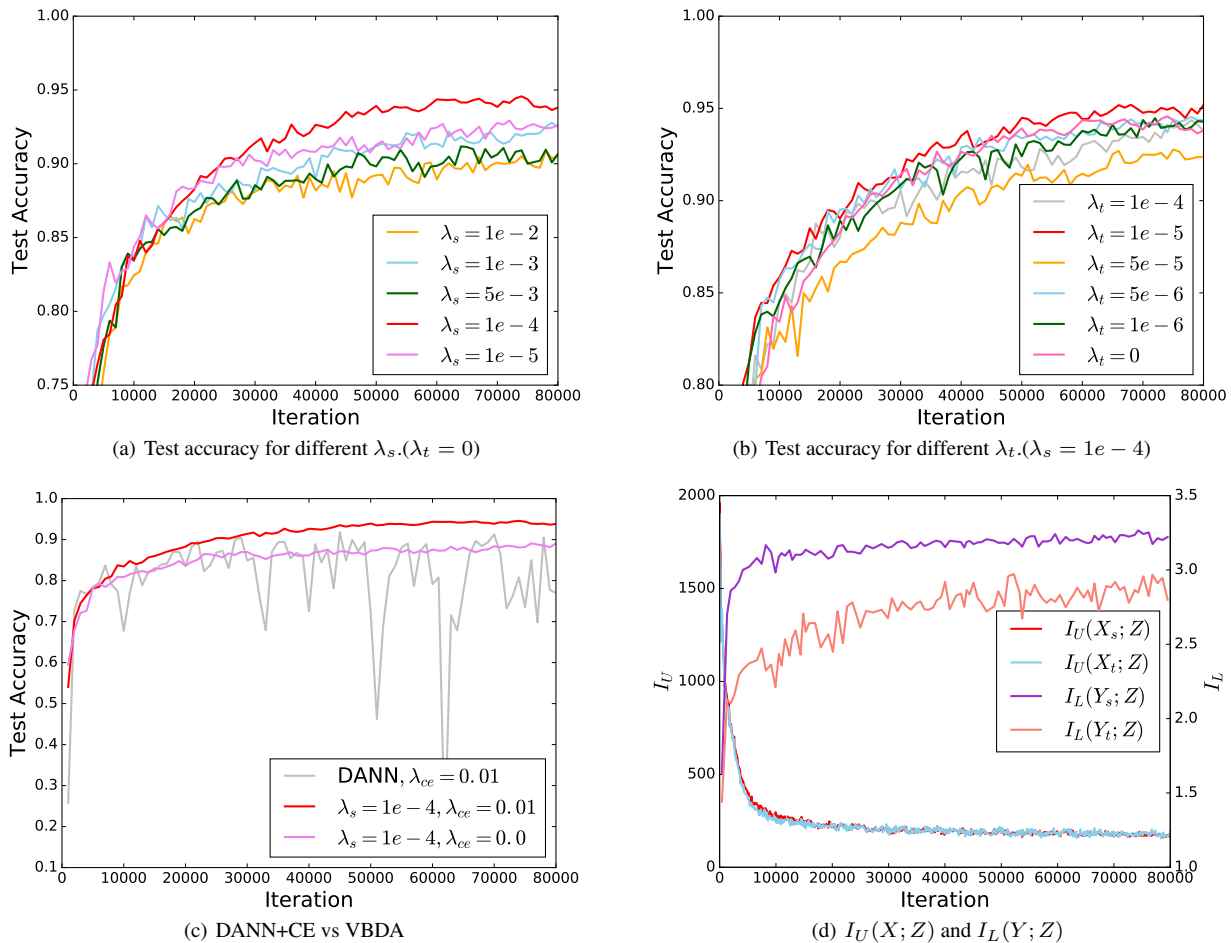 1.00
0.95
0.90
0.85
0.80
0.75
Test Accuracy
0 10000 20000 30000 40000 50000 60000 70000 80000
Iteration
λs = 1e − 2
λs = 1e − 3
λs = 5e − 3
λs = 1e − 4
λs = 1e − 5
(a) Test accuracy for different λs.(λt = 0)
1.00
0.95
0.90
0.85
0.80
Test Accuracy
0 10000 20000 30000 40000 50000 60000 70000 80000
Iteration
λt = 1e − 4
λt = 1e − 5
λt = 5e − 5
λt = 5e − 6
λt = 1e − 6
λt = 0
(b) Test accuracy for different λt.(λs = 1e − 4)
1.0
0.9
0.8
0.7
0.6
0.5
0.4
0.3
0.2
0.1
Test Accuracy
0 10000 20000 30000 40000 50000 60000 70000 80000
Iteration
DANN, λce = 0.01
λs = 1e − 4, λce = 0.01
λs = 1e − 4, λce = 0.0
(c) DANN+CE vs VBDA
2000
1500
1000
500
0
IU
3.5
3.0
2.5
2.0
1.5
1.0
IL
0 10000 20000 30000 40000 50000 60000 70000 80000
Iteration
IU(Xs; Z)
IU(Xt; Z)
IL(Ys; Z)
IL(Yt; Z)
(d) IU(X; Z) and IL(Y; Z)